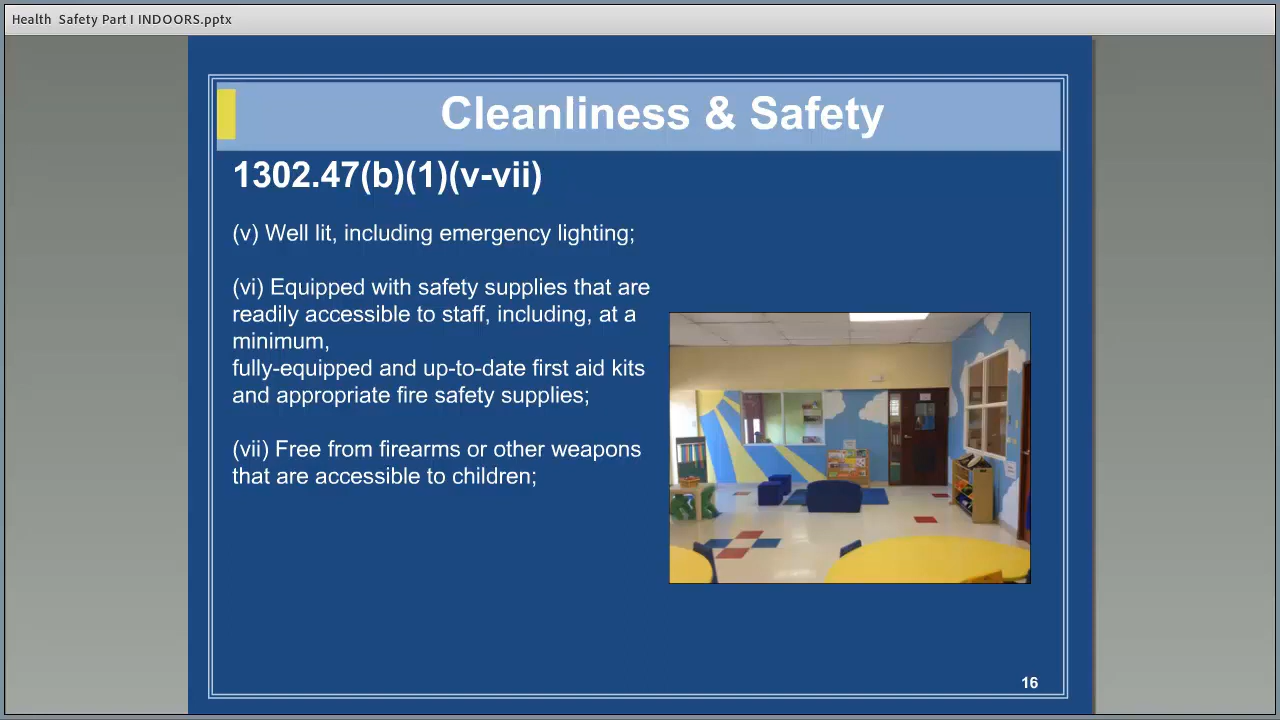 Health  Safety Part I INDOORS.pptx
Cleanliness & Safety
1302.47(b)(1)(v-vii)
(v) Well lit, including emergency lighting;
(vi) Equipped with safety supplies that are
readily accessible to staff, including, at a
minimum,
fully-equipped and up-to-date first aid kits
and appropriate fire safety supplies;
(vii) Free from firearms or other weapons
that are accessible to children;
16